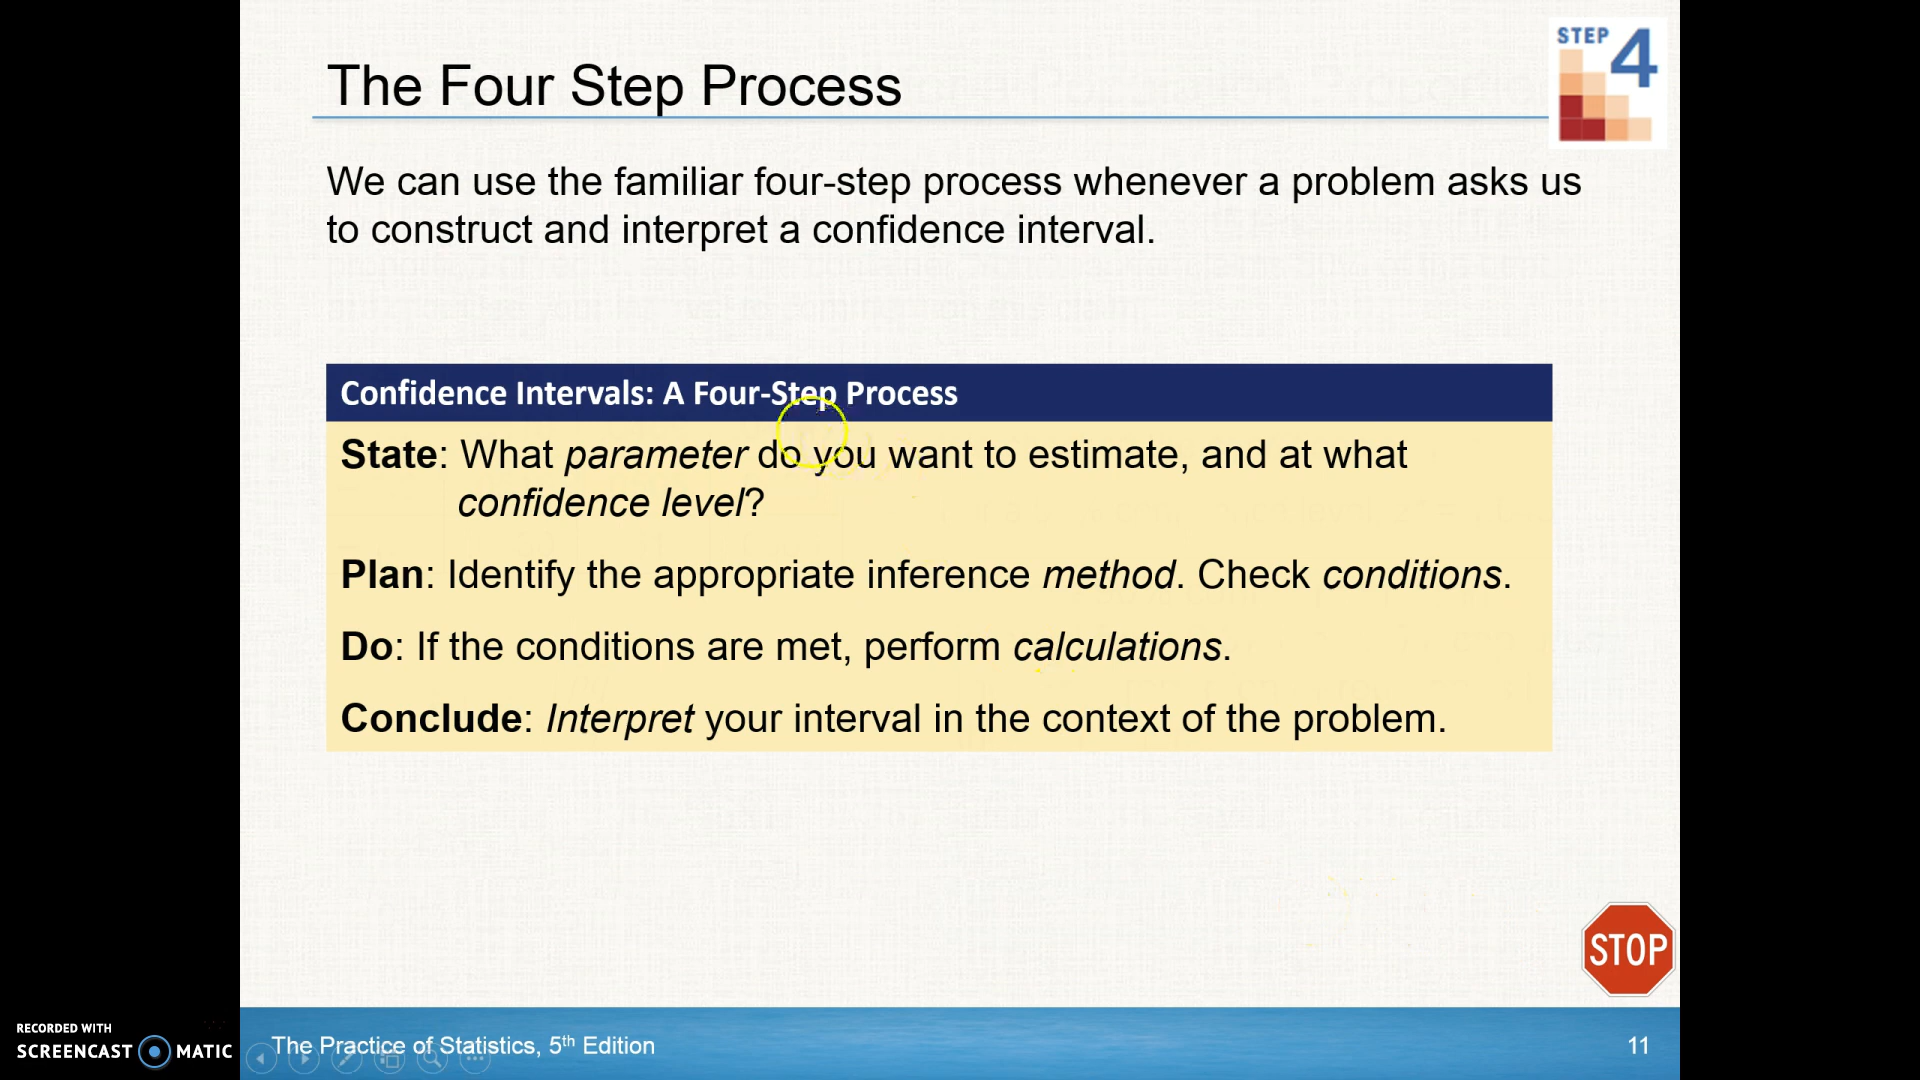 The Four Step Process
STEP 4
We can use the familiar four-step process whenever a problem asks us
to construct and interpret a confidence interval.
Confidence Intervals: A Four-Step Process
State: What parameter do you want to estimate, and at what
confidence level?
Plan: Identify the appropriate inference method. Check conditions.
Do: If the conditions are met, perform calculations.
Conclude: Interpret your interval in the context of the problem.
STOP
RECORDED WITH
SCREENCAST MATIC
The Practice of Statistics, 5th Edition
11